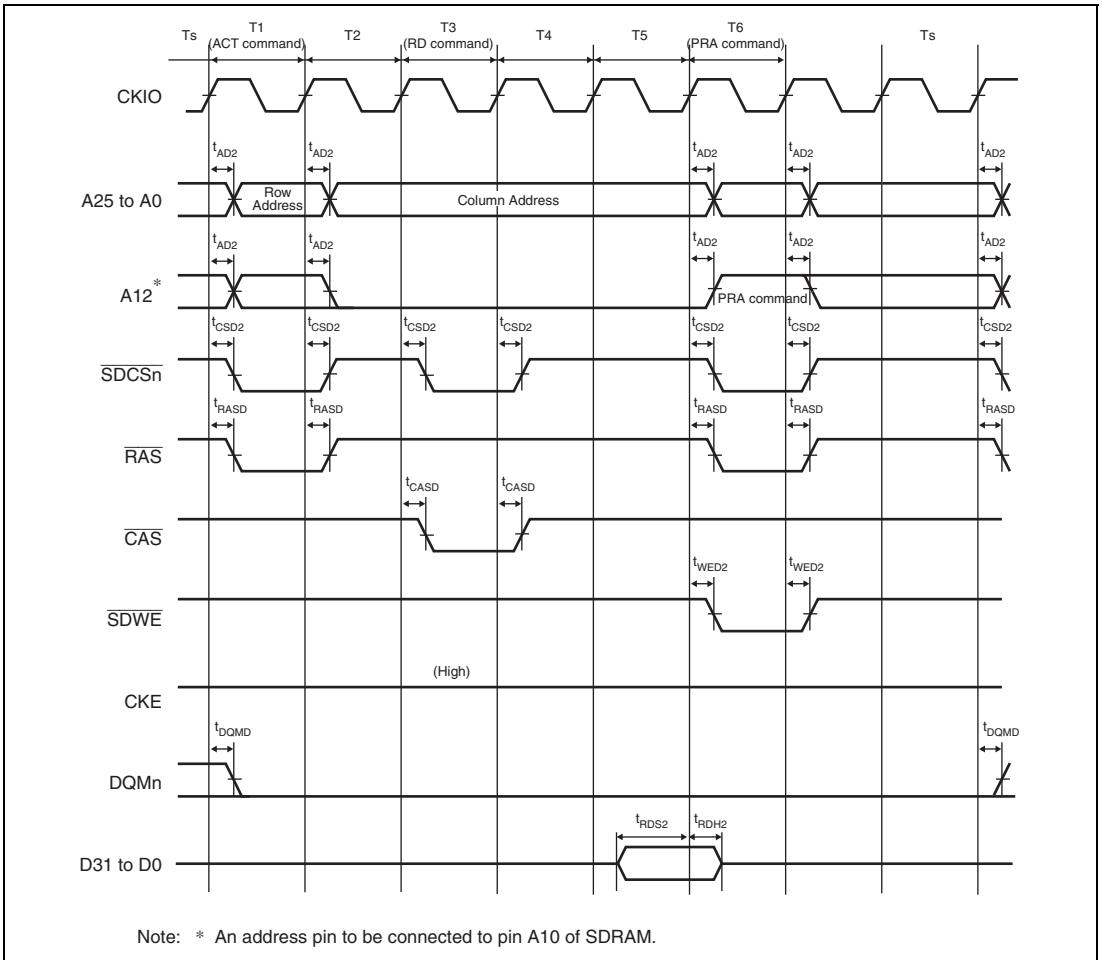 Ts T1 T2 T3 T4 T5 T6 Ts
(ACT command) (RD command) (PRA command)
CKIO
tAD2 tAD2 tAD2 tAD2 tAD2
A25 to A0 Row Address Column Address
tAD2 tAD2 tAD2 tAD2 tAD2
A12* PRA command
tCSD2 tCSD2 tCSD2 tCSD2 tCSD2 tCSD2 tCSD2
SDCSn
tRASD tRASD tRASD tRASD tRASD
RAS
tCASD tCASD
CAS
tWED2 tWED2
SDWE
(High)
CKE
tDQMD tDQMD
DQMn
tRDS2 tRDH2
D31 to D0
Note: * An address pin to be connected to pin A10 of SDRAM.